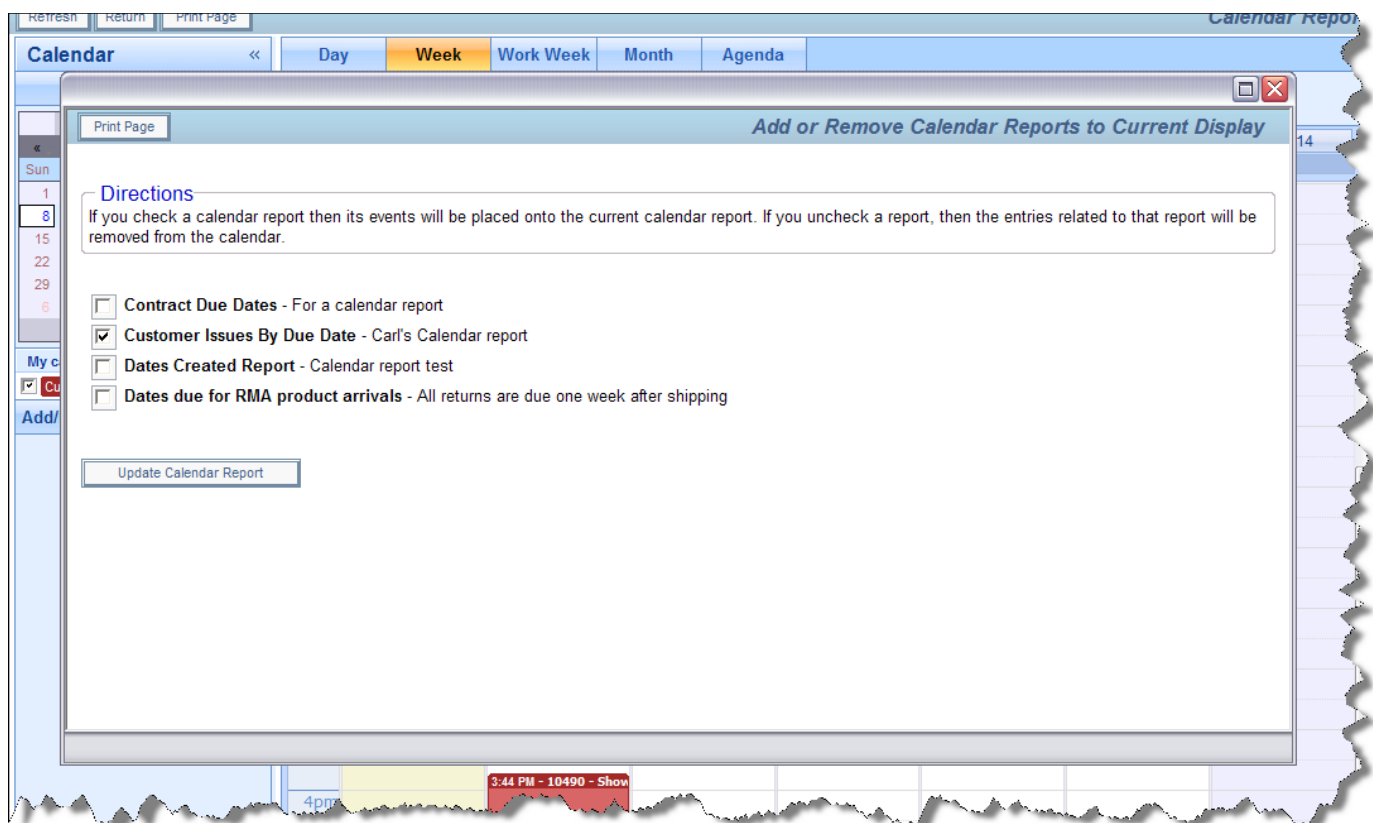 Refresh Return Print Page Calendar Repor
Calendar « Day Week Work Week Month Agenda
Print Page Add or Remove Calendar Reports to Current Display
14
«
Sun
1
8
15
22
29
6
Directions
If you check a calendar report then its events will be placed onto the current calendar report. If you uncheck a report, then the entries related to that report will be
removed from the calendar.
Contract Due Dates - For a calendar report
Customer Issues By Due Date - Carl's Calendar report
Dates Created Report - Calendar report test
Dates due for RMA product arrivals - All returns are due one week after shipping
My c
Cu
Add/
Update Calendar Report
3:44 PM - 10490 - Show
4pm